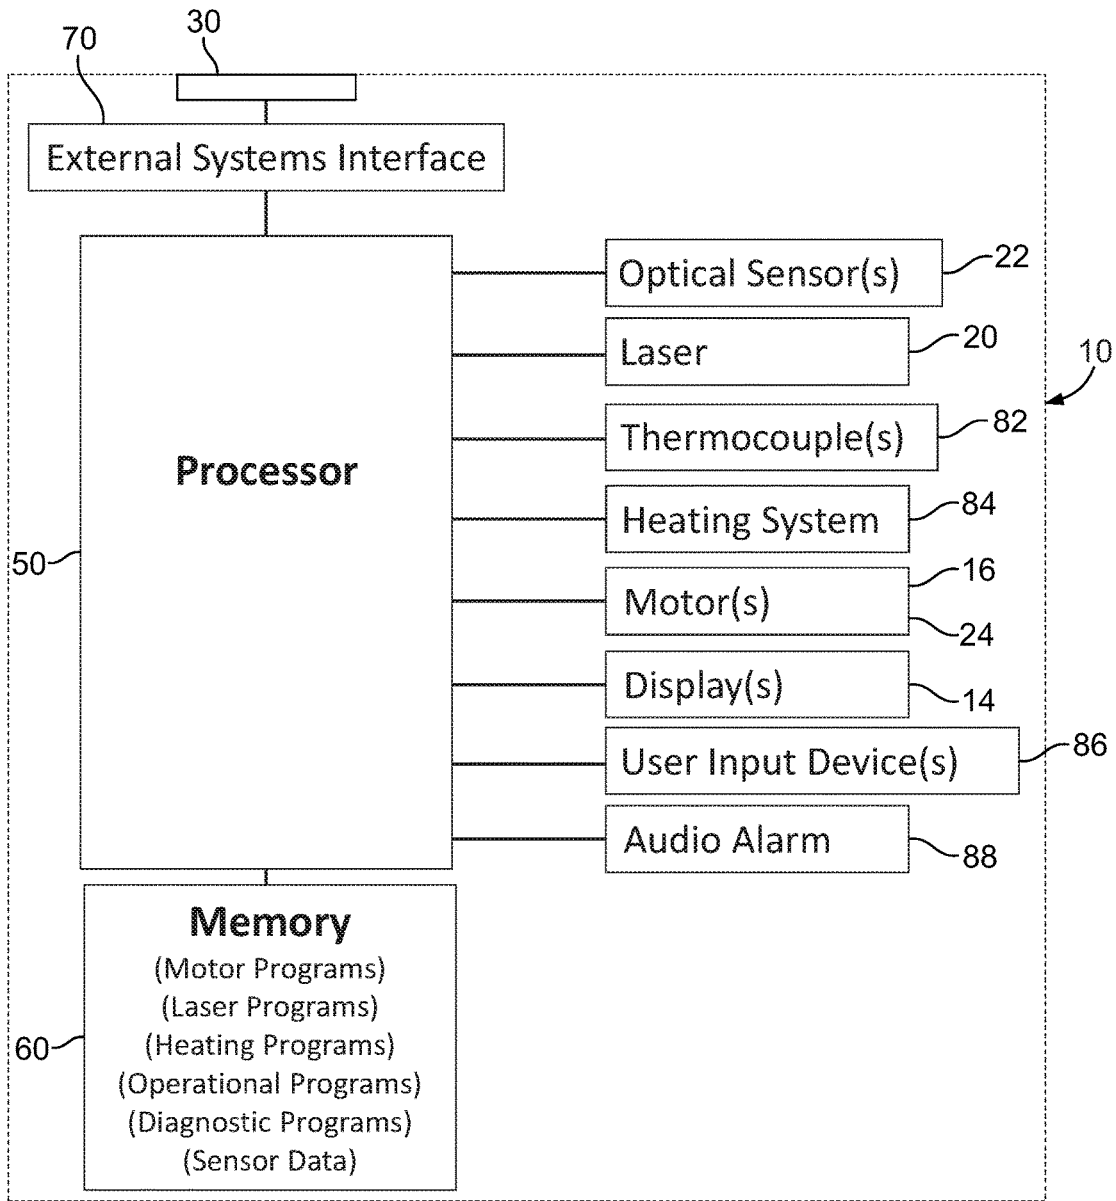 30
70
External Systems Interface
Optical Sensor(s)
22
Laser
20
10
Thermocouple(s)
82
Processor
Heating System
84
50
Motor(s)
16
24
Display(s)
14
User Input Device(s)
86
Audio Alarm
88
Memory
(Motor Programs)
(Laser Programs)
60
(Heating Programs)
(Operational Programs)
(Diagnostic Programs)
(Sensor Data)